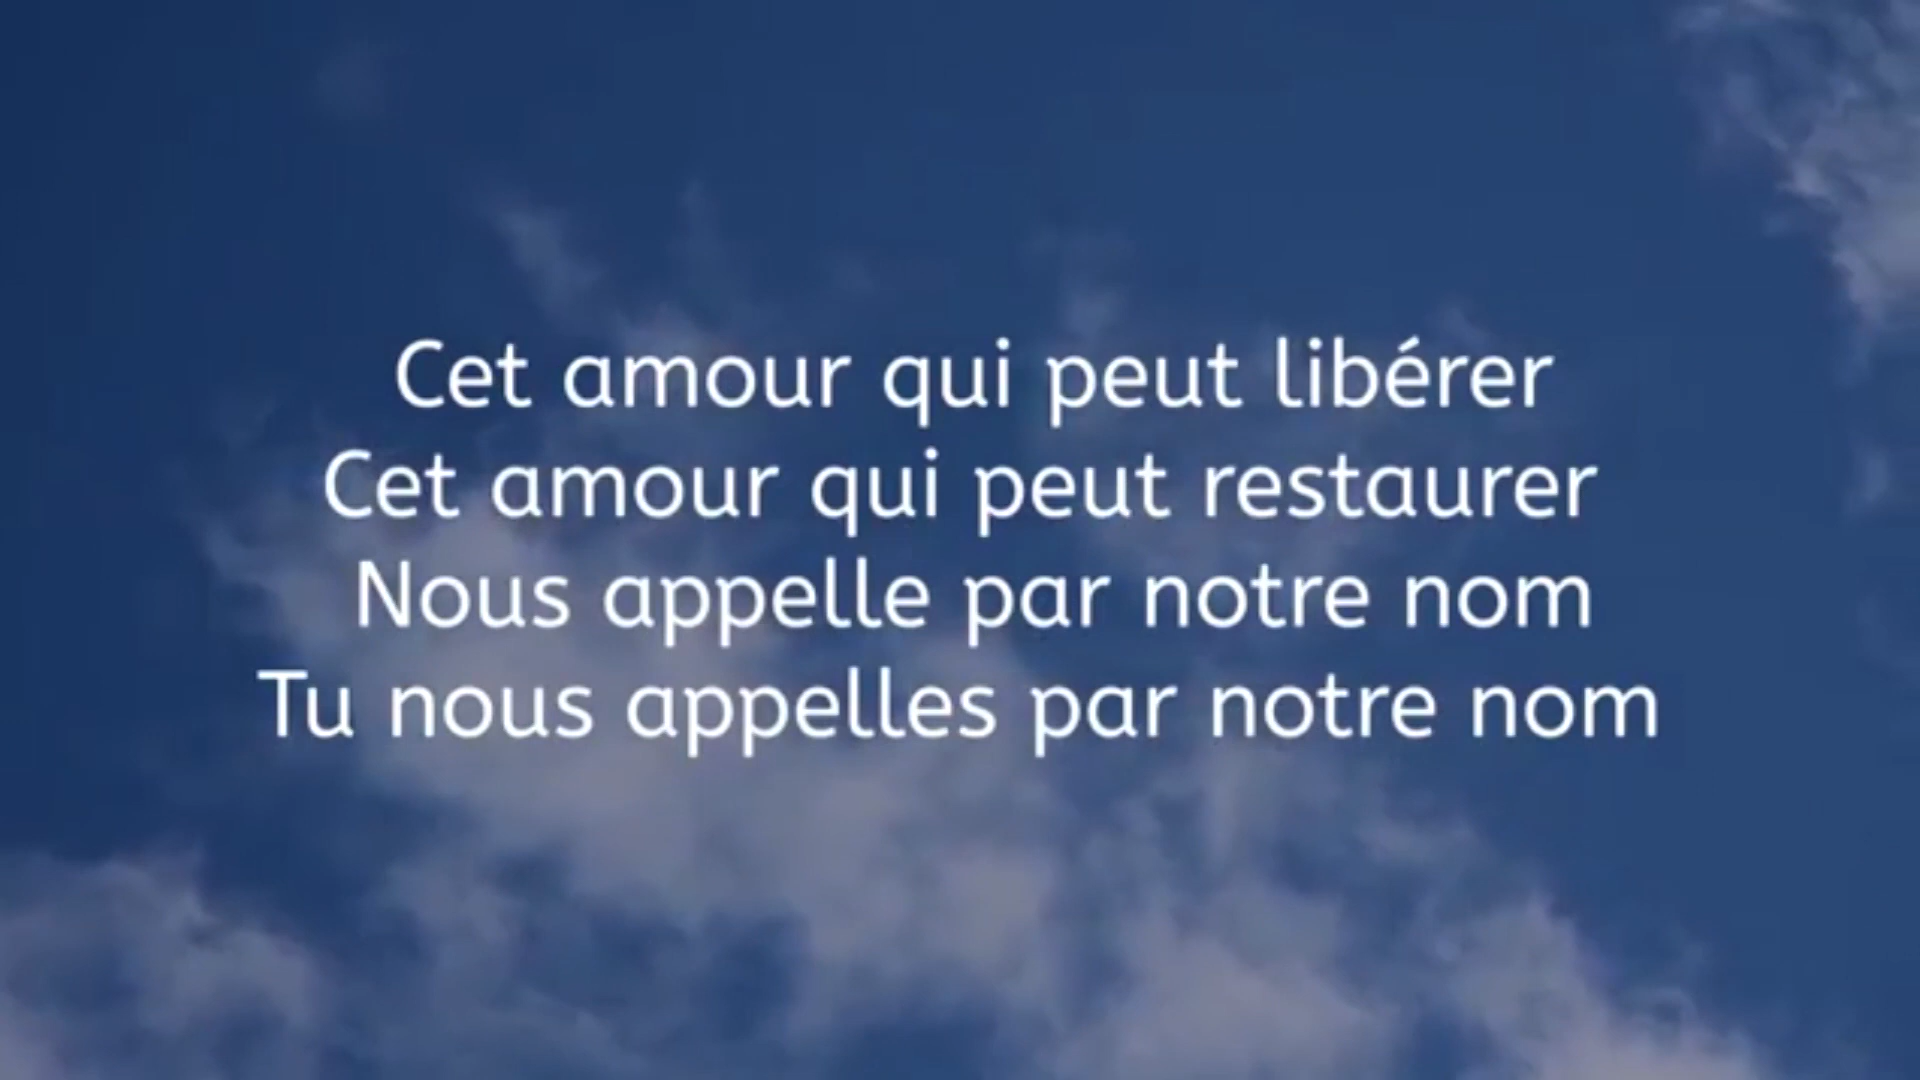 Cet amour qui peut libérer
Cet amour qui peut restaurer
Nous appelle par notre nom
Tu nous appelles par notre nom